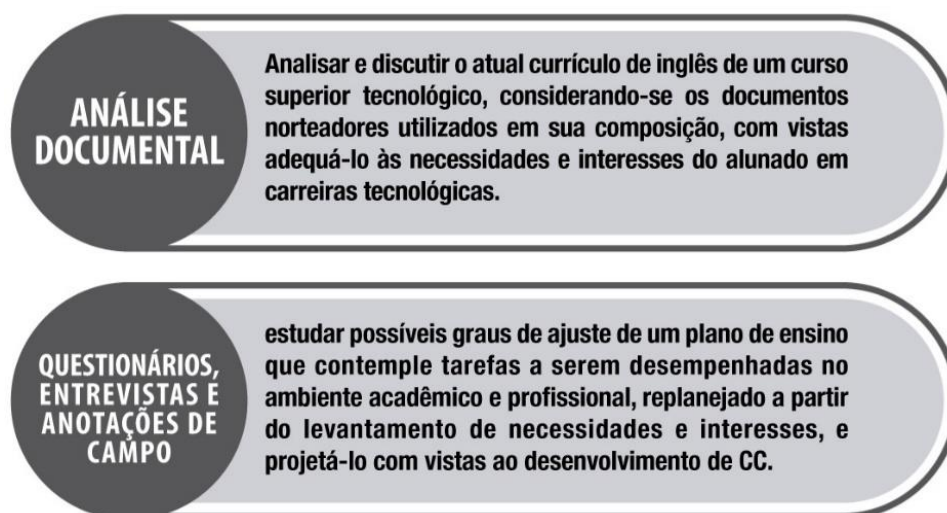 ANÁLISE
DOCUMENTAL
Analisar e discutir o atual currículo de inglês de um curso
superior tecnológico, considerando-se os documentos
norteadores utilizados em sua composição, com vistas
adequá-lo às necessidades e interesses do alunado em
carreiras tecnológicas.
QUESTIONÁRIOS,
ENTREVISTAS E
ANOTAÇÕES DE
CAMPO
estudar possíveis graus de ajuste de um plano de ensino
que contemple tarefas a serem desempenhadas no
ambiente acadêmico e profissional, replanejado a partir
do levantamento de necessidades e interesses, e
projetá-lo com vistas ao desenvolvimento de CC.